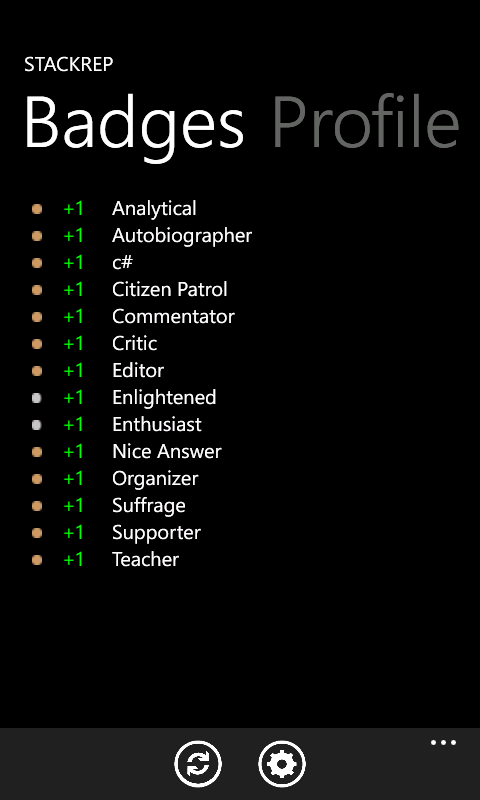 STACKREP
Badges Profile
+1 Analytical
+1 Autobiographer
+1 c#
+1 Citizen Patrol
+1 Commentator
+1 Critic
+1 Editor
+1 Enlightened
+1 Enthusiast
+1 Nice Answer
+1 Organizer
+1 Suffrage
+1 Supporter
+1 Teacher